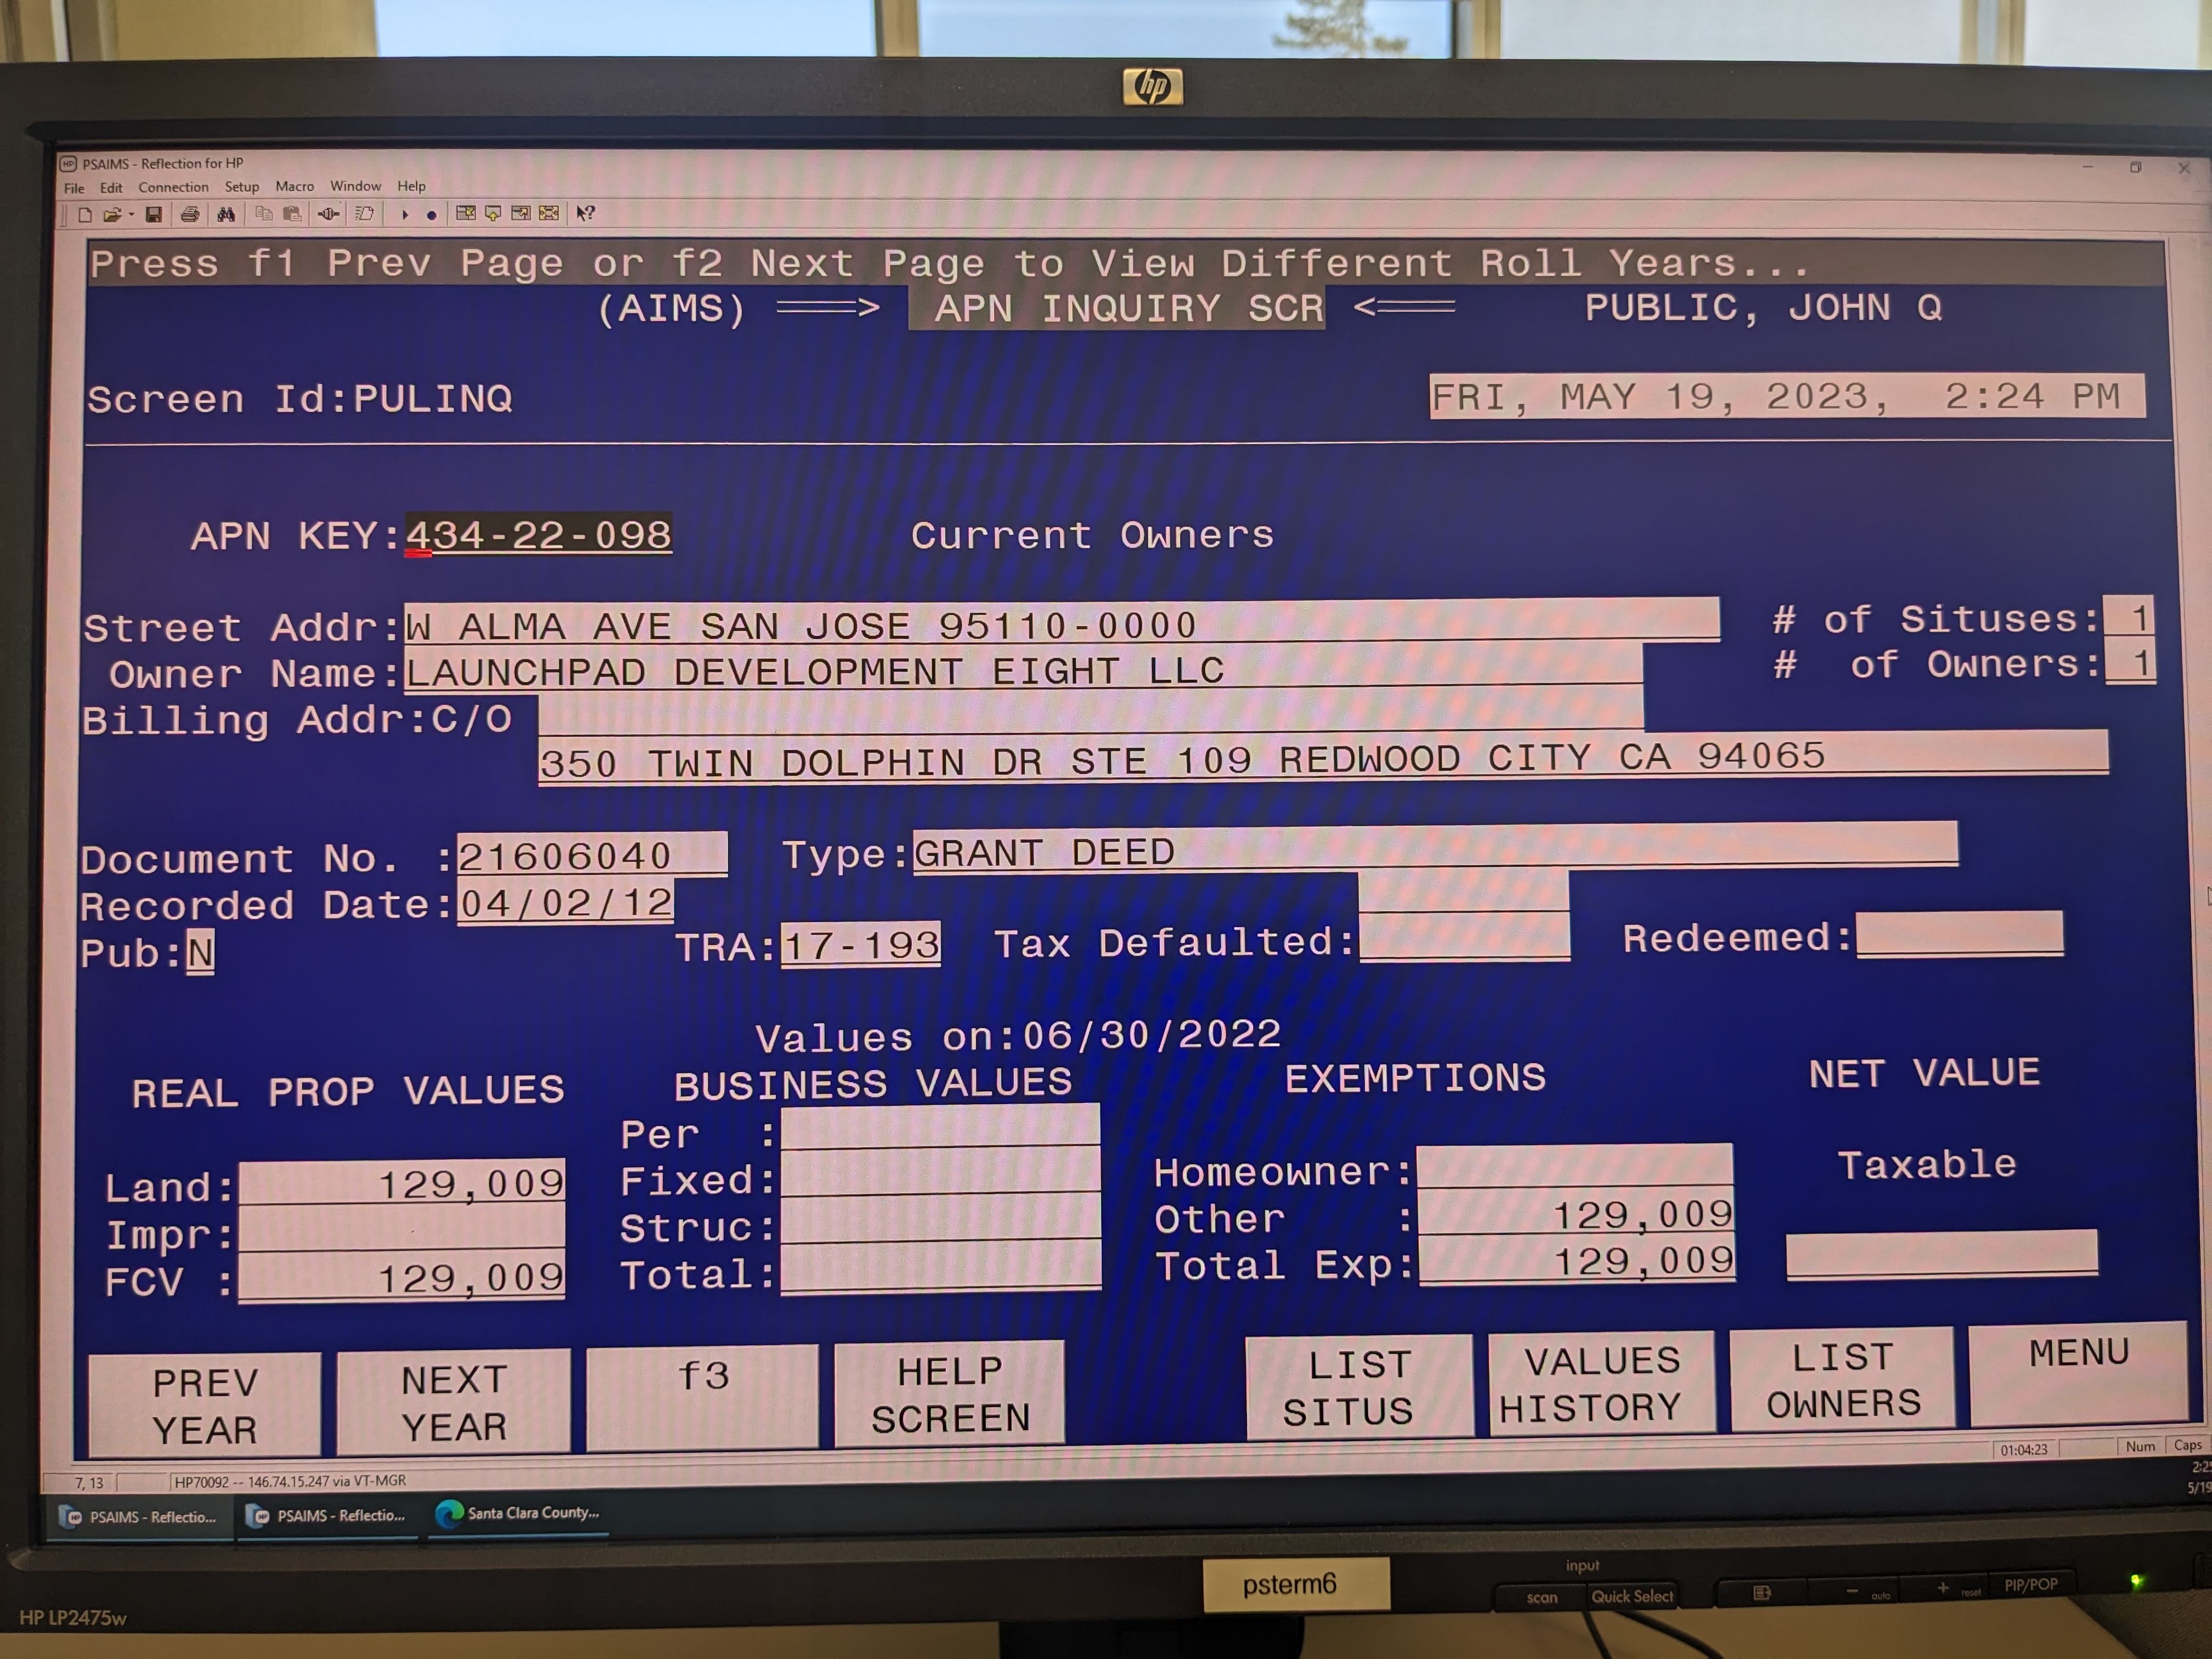 hp
PSAIMS - Reflection for HP
File Edit Connection Setup Macro Window Help
Press f1 Prev Page or f2 Next Page to View Different Roll Years...
(AIMS) ===> APN INQUIRY SCR <=== PUBLIC, JOHN Q
Screen Id:PULINQ FRI, MAY 19, 2023, 2:24 PM
APN KEY:434-22-098 Current Owners
Street Addr:W ALMA AVE SAN JOSE 95110-0000 # of Situses: 1
Owner Name:LAUNCHPAD DEVELOPMENT EIGHT LLC # of Owners: 1
Billing Addr:C/O
350 TWIN DOLPHIN DR STE 109 REDWOOD CITY CA 94065
Document No. :21606040 Type:GRANT DEED
Recorded Date:04/02/12
Pub:N TRA:17-193 Tax Defaulted: Redeemed:
Values on:06/30/2022
REAL PROP VALUES BUSINESS VALUES EXEMPTIONS NET VALUE
Per :
Land: 129,009 Fixed: Homeowner: Taxable
Impr: Struc: Other : 129,009
FCV : 129,009 Total: Total Exp: 129,009
PREV YEAR NEXT YEAR f3 HELP SCREEN LIST SITUS VALUES HISTORY LIST OWNERS MENU
01:04:23 Num Caps
7, 13 HP70092 -- 146.74.15.247 via VT-MGR
PSAIMS - Reflectio... PSAIMS - Reflectio... Santa Clara County...
2:25
5/19
HP LP2475w
psterm6
input
scan Quick Select - auto + reset PIP/POP